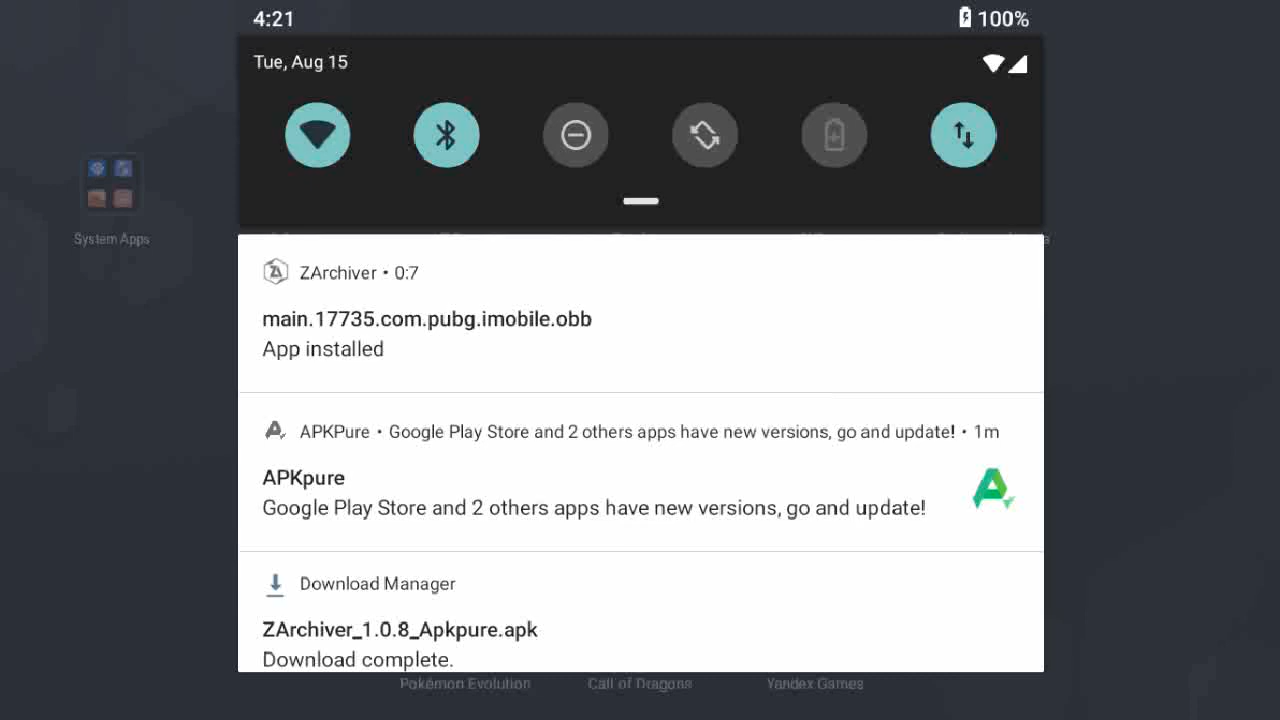 4:21
100%
Tue, Aug 15
System Apps
ZArchiver • 0:7
main.17735.com.pubg.imobile.obb
App installed
APKPure • Google Play Store and 2 others apps have new versions, go and update! • 1m
APKpure
Google Play Store and 2 others apps have new versions, go and update!
Download Manager
ZArchiver_1.0.8_Apkpure.apk
Download complete.
Pokémon Evolution
Call of Dragons
Yandex Games